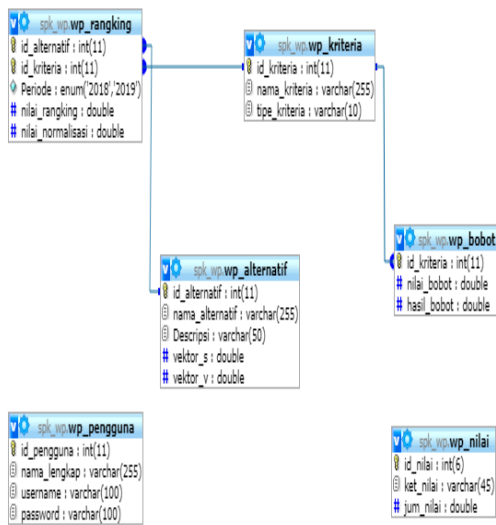 spk_wp.wp_rangking
id_alternatif : int(11)
id_kriteria : int(11)
Periode : enum('2018','2019')
nilai_rangking : double
nilai_normalisasi : double
spk_wp.wp_kriteria
id_kriteria : int(11)
nama_kriteria : varchar(255)
tipe_kriteria : varchar(10)
spk_wp.wp_bobot
id_kriteria : int(11)
nilai_bobot : double
hasil_bobot : double
spk_wp.wp_alternatif
id_alternatif : int(11)
nama_alternatif : varchar(255)
Descripsi : varchar(50)
vektor_s : double
vektor_v : double
spk_wp.wp_pengguna
id_pengguna : int(11)
nama_lengkap : varchar(255)
username : varchar(100)
password : varchar(100)
spk_wp.wp_nilai
id_nilai : int(6)
ket_nilai : varchar(45)
jum_nilai : double